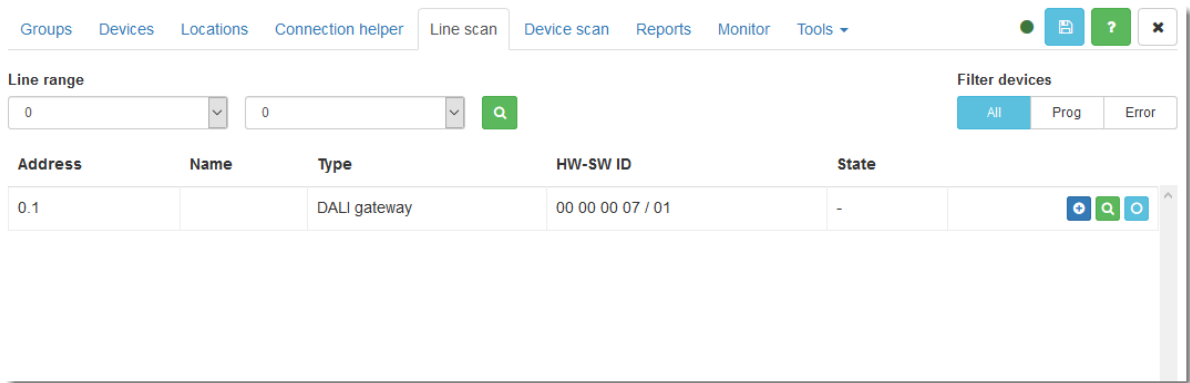 Groups Devices Locations Connection helper Line scan Device scan Reports Monitor Tools ?
Line range Filter devices
0 0 All Prog Error
Address Name Type HW-SW ID State
0.1 DALI gateway 00 00 00 07 / 01 -